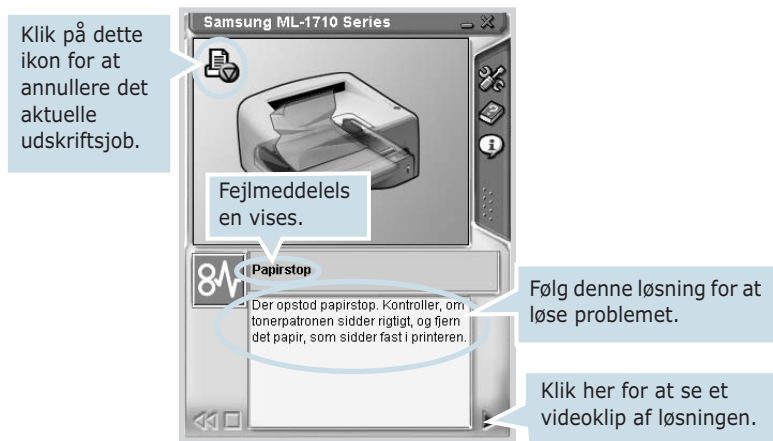 Samsung ML-1710 Series
Klik på dette
ikon for at
annullere det
aktuelle
udskriftsjob.
Fejlmeddelels
en vises.
Papirstop
Der opstod papirstop. Kontroller, om
tonerpatronen sidder rigtigt, og fjern
det papir, som sidder fast i printeren.
Følg denne løsning for at
løse problemet.
Klik her for at se et
videoklip af løsningen.